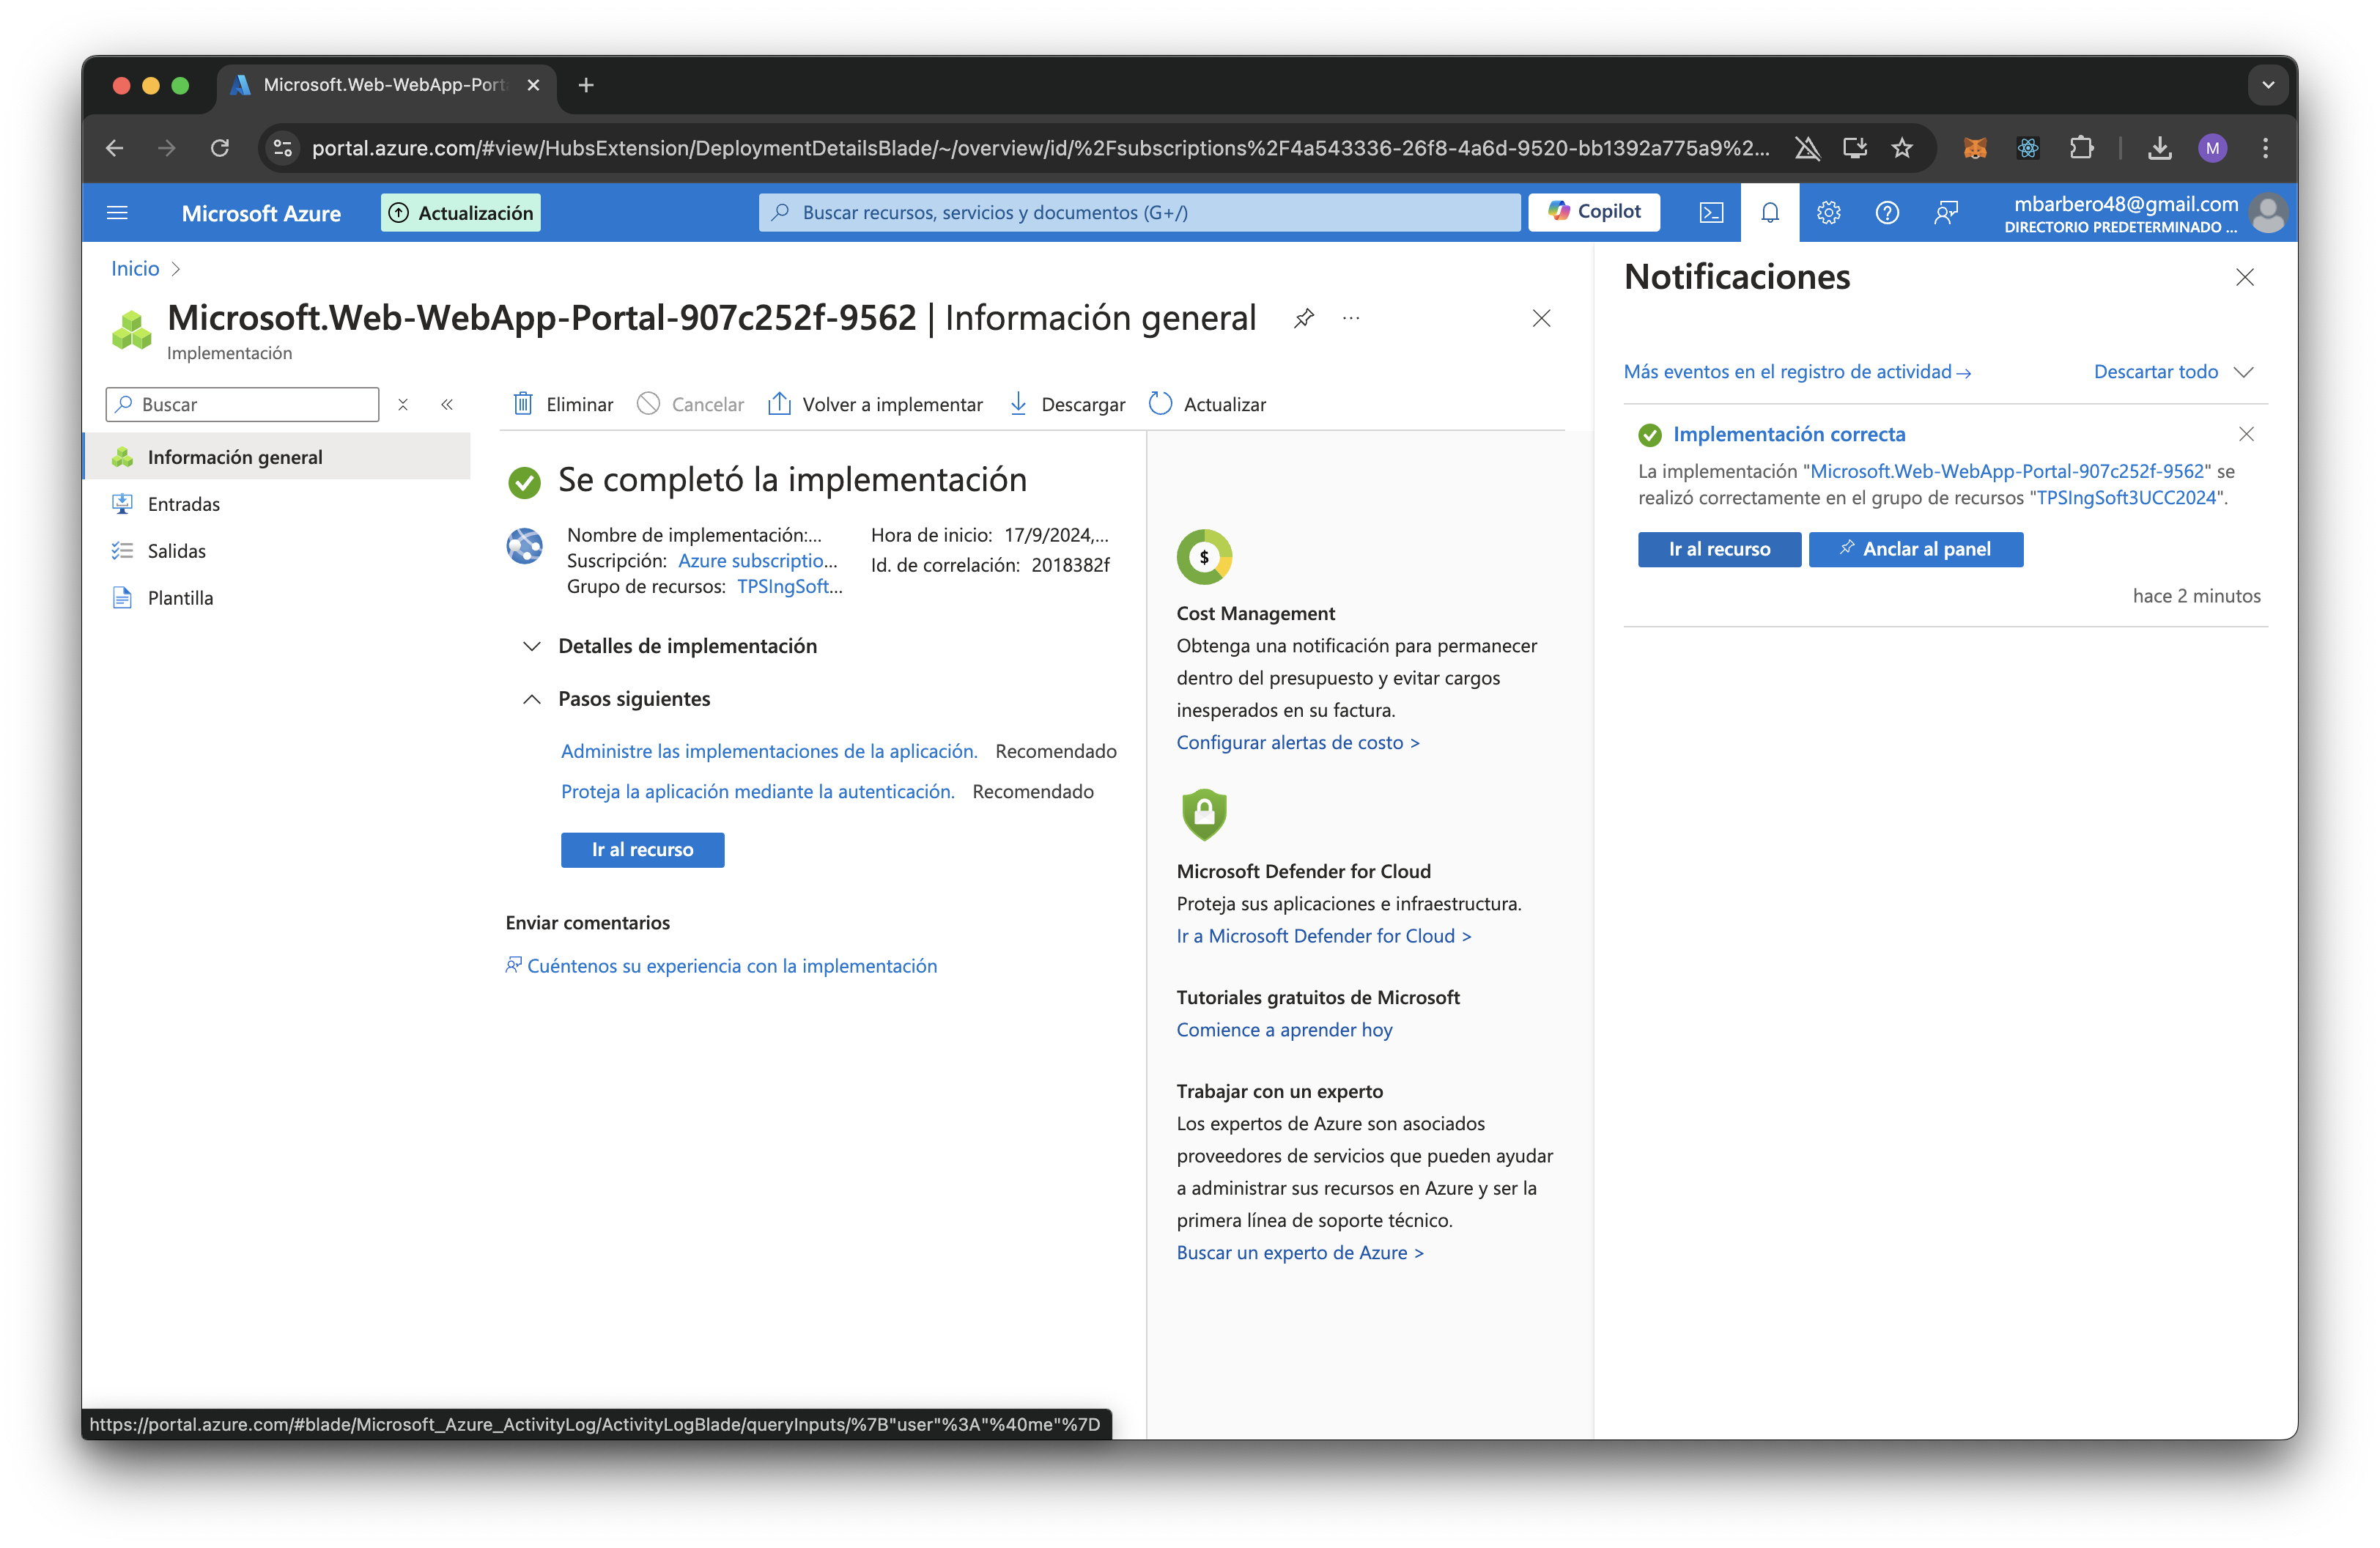 Microsoft.Web-WebApp-Port
portal.azure.com/#view/HubsExtension/DeploymentDetailsBlade/~/overview/id/%2Fsubscriptions%2F4a543336-26f8-4a6d-9520-bb1392a775a9%2...
M
Microsoft Azure
Actualización
Buscar recursos, servicios y documentos (G+/)
Copilot
mbarbero48@gmail.com
DIRECTORIO PREDETERMINADO ...
Inicio >
Microsoft.Web-WebApp-Portal-907c252f-9562 | Información general
...
Implementación
Buscar
Información general
Entradas
Salidas
Plantilla
Eliminar
Cancelar
Volver a implementar
Descargar
Actualizar
Se completó la implementación
Nombre de implementación:...
Suscripción: Azure subscriptio...
Grupo de recursos: TPSIngSoft...
Hora de inicio: 17/9/2024,...
Id. de correlación: 2018382f
Detalles de implementación
Pasos siguientes
Administre las implementaciones de la aplicación. Recomendado
Proteja la aplicación mediante la autenticación. Recomendado
Ir al recurso
Enviar comentarios
Cuéntenos su experiencia con la implementación
$
Cost Management
Obtenga una notificación para permanecer
dentro del presupuesto y evitar cargos
inesperados en su factura.
Configurar alertas de costo >
Microsoft Defender for Cloud
Proteja sus aplicaciones e infraestructura.
Ir a Microsoft Defender for Cloud >
Tutoriales gratuitos de Microsoft
Comience a aprender hoy
Trabajar con un experto
Los expertos de Azure son asociados
proveedores de servicios que pueden ayudar
a administrar sus recursos en Azure y ser la
primera línea de soporte técnico.
Buscar un experto de Azure >
Notificaciones
Más eventos en el registro de actividad →
Descartar todo
Implementación correcta
La implementación "Microsoft.Web-WebApp-Portal-907c252f-9562" se
realizó correctamente en el grupo de recursos "TPSIngSoft3UCC2024".
Ir al recurso
Anclar al panel
hace 2 minutos
https://portal.azure.com/#blade/Microsoft_Azure_ActivityLog/ActivityLogBlade/queryInputs/%7B"user"%3A"%40me"%7D